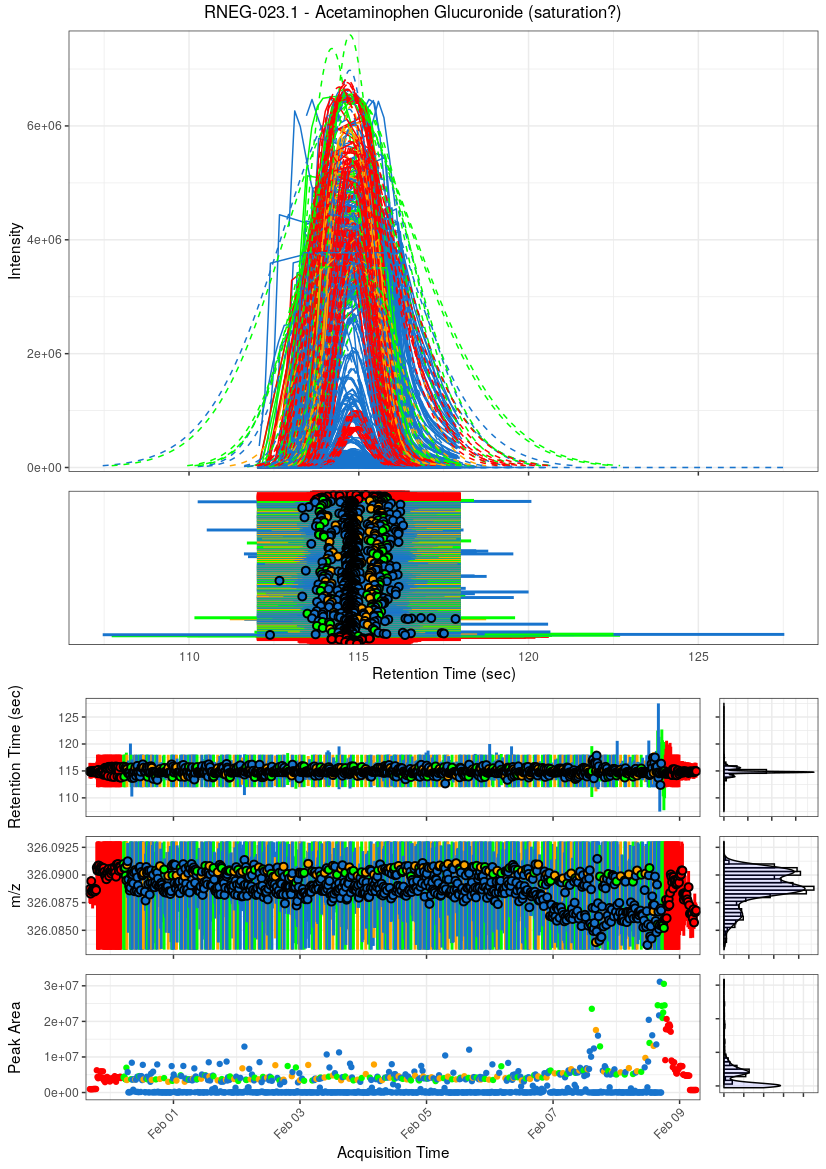 RNEG-023.1 - Acetaminophen Glucuronide (saturation?)
Intensity
6e+06
4e+06
2e+06
0e+00
110
115
120
125
Retention Time (sec)
Retention Time (sec)
125
120
115
110
m/z
326.0925
326.0900
326.0875
326.0850
Peak Area
3e+07
2e+07
1e+07
0e+00
Feb 01
Feb 03
Feb 05
Feb 07
Feb 09
Acquisition Time